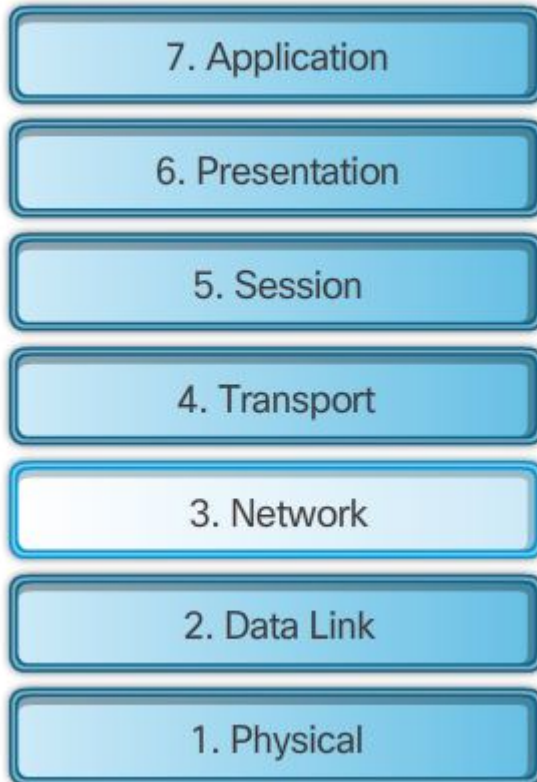 7. Application
6. Presentation
5. Session
4. Transport
3. Network
2. Data Link
1. Physical